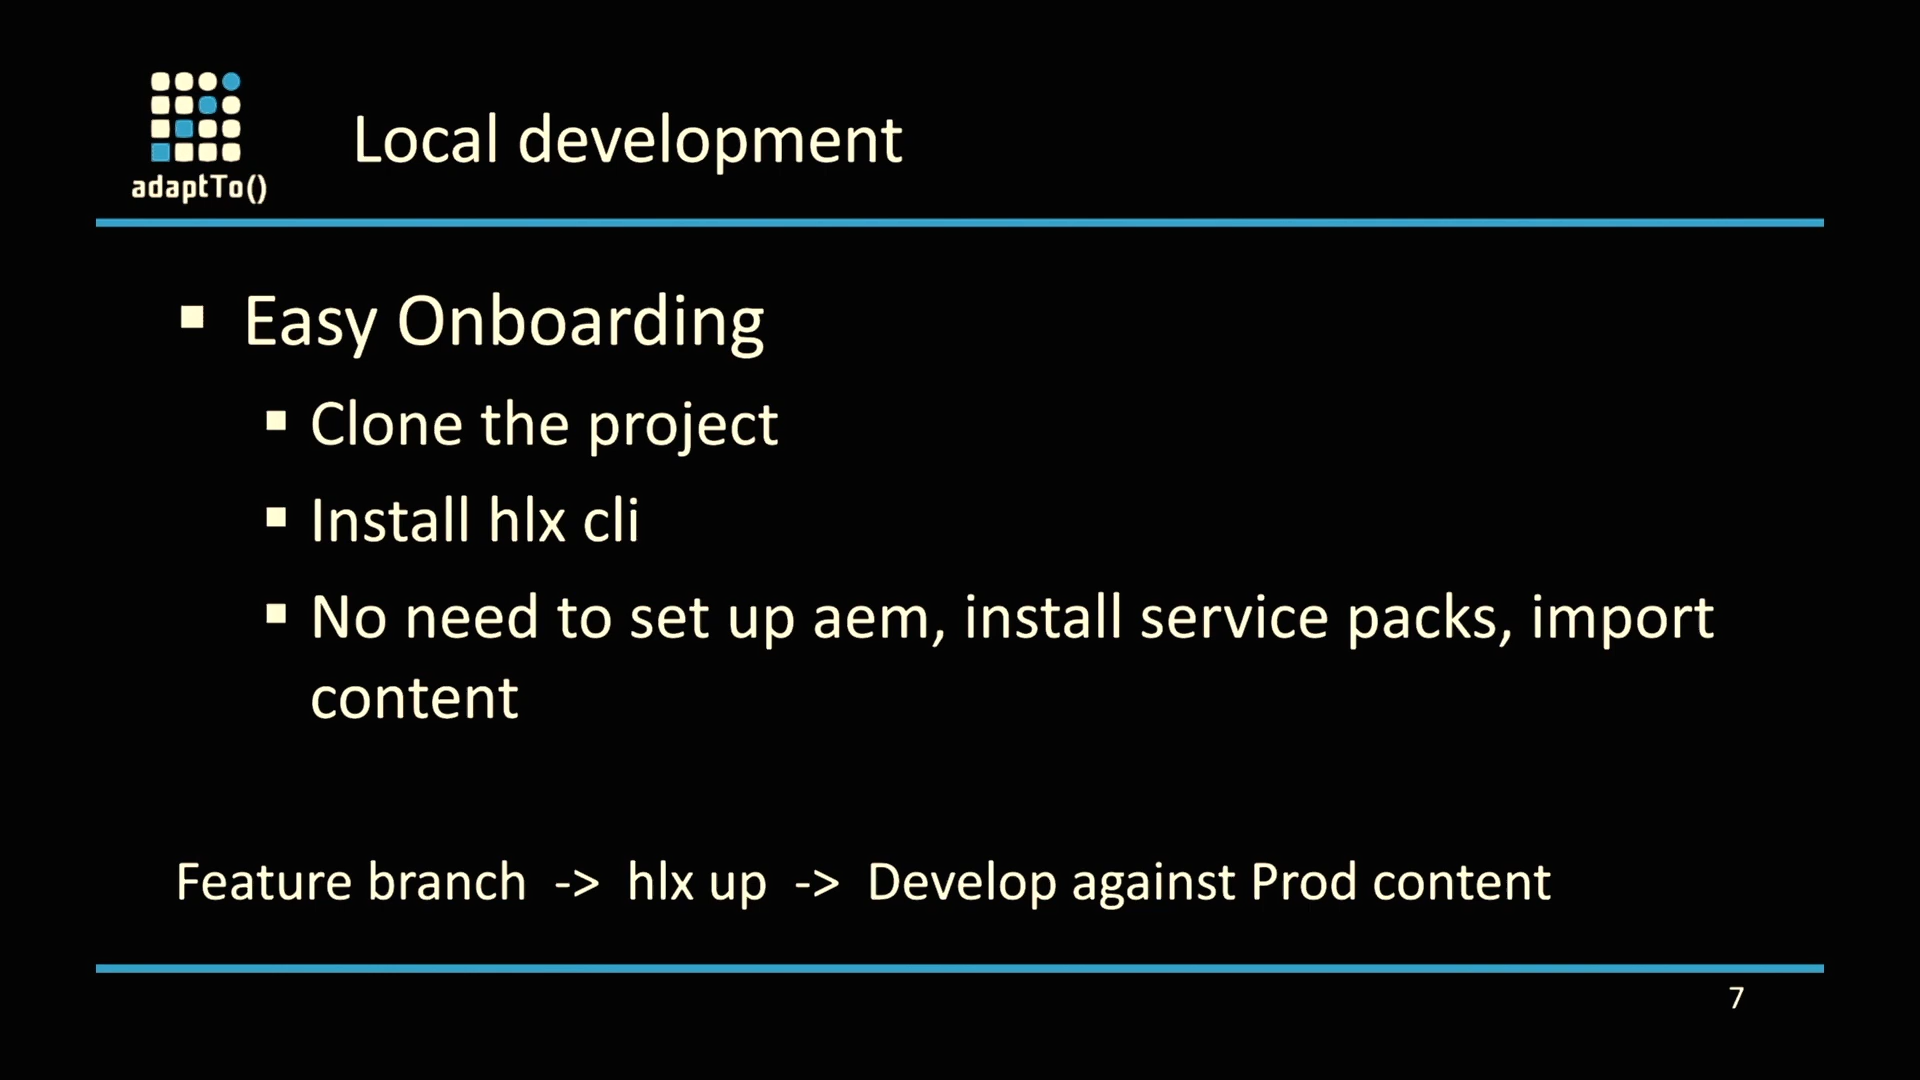 adaptTo()
Local development
Easy Onboarding
Clone the project
Install hlx cli
No need to set up aem, install service packs, import
content
Feature branch -> hlx up -> Develop against Prod content
7